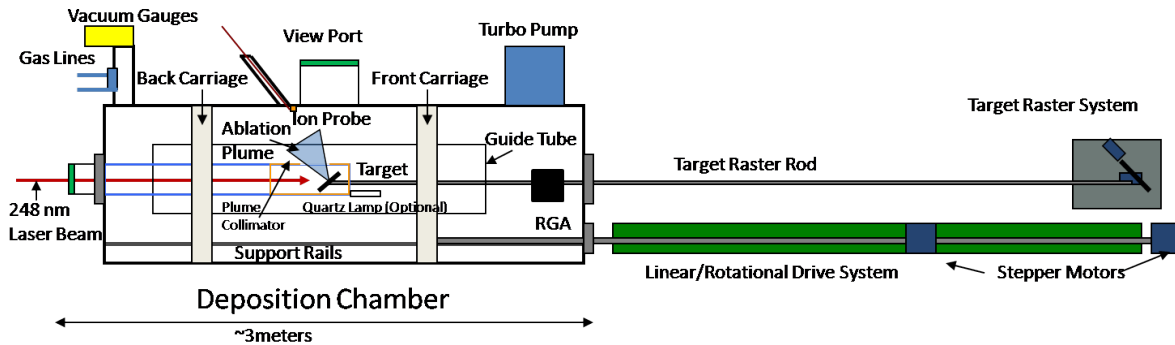 Vacuum Gauges
Gas Lines
Back Carriage
View Port
Front Carriage
Turbo Pump
Target Raster System
Ion Probe
Ablation
Plume
Guide Tube
Target
Target Raster Rod
248 nm
Laser Beam
Plume
Collimator
Quartz Lamp (Optional)
RGA
Support Rails
Linear/Rotational Drive System
Stepper Motors
Deposition Chamber
~3meters